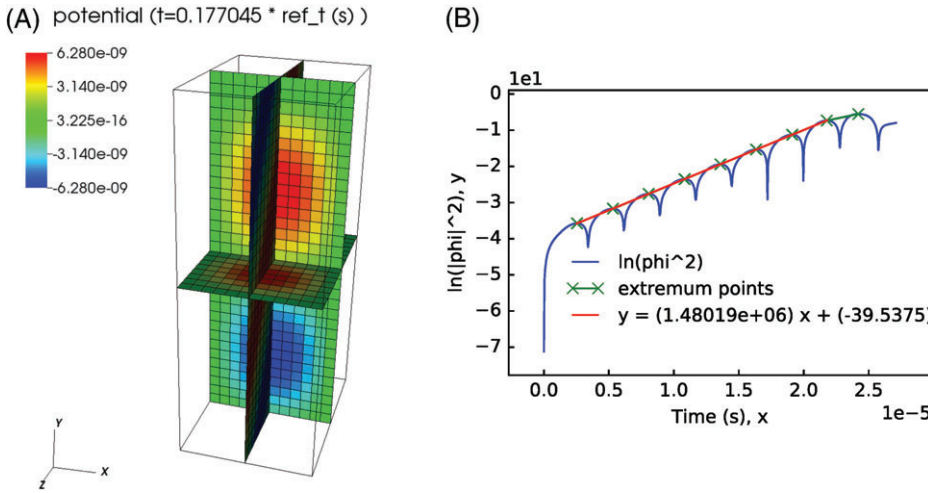 (A) potential (t=0.177045 * ref_t (s) )
6.280e-09
3.140e-09
3.225e-16
-3.140e-09
-6.280e-09
Y
X
Z
(B)
1e1
0
−1
−2
−3
−4
−5
−6
−7
ln(|phi|^2), y
ln(phi^2)
extremum points
y = (1.48019e+06) x + (-39.5375)
0.0 0.5 1.0 1.5 2.0 2.5
Time (s), x
1e−5